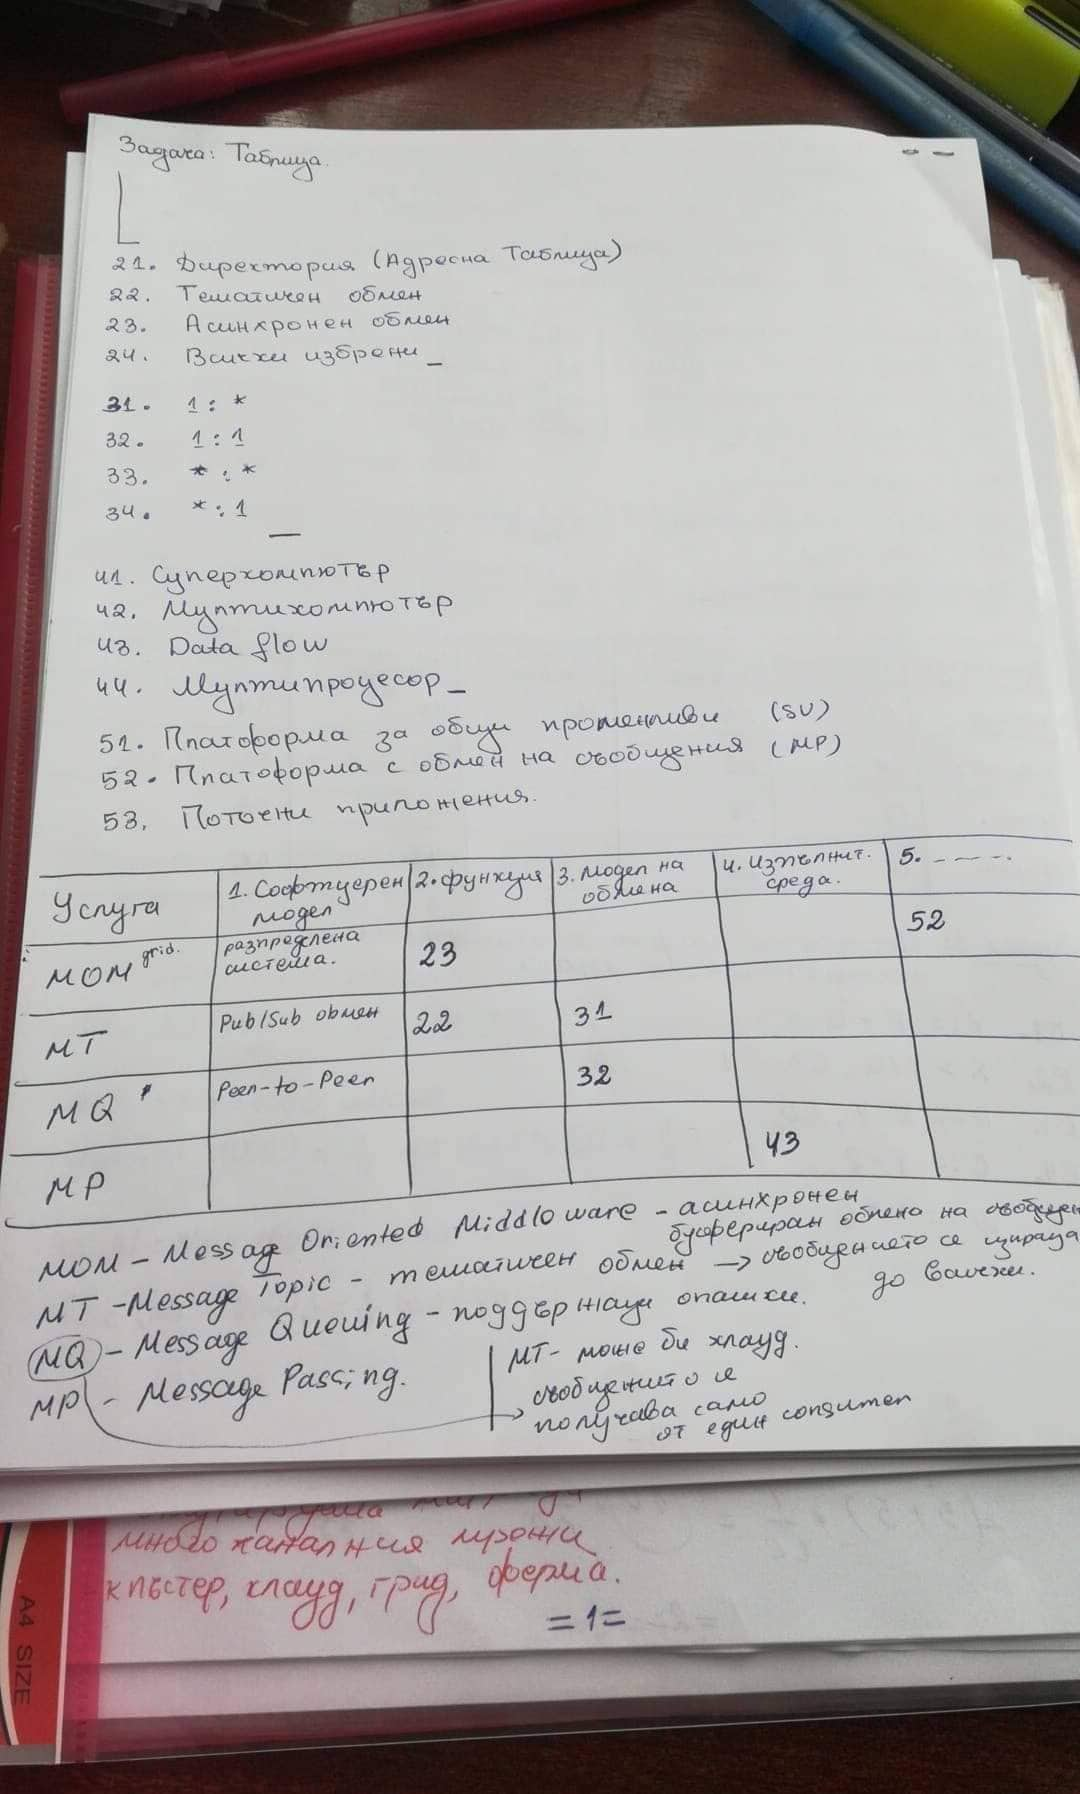 Задача: Таблица.
21. Директория (Адресна Таблица)
22. Тематичен обмен
23. Асинхронен обмен
24. Всички избрени
31. 1 : *
32. 1 : 1
33. * : *
34. * : 1
41. Суперкомпютър
42. Мултикомпютър
43. Data flow
44. Мултипроцесор
51. Платформа за общи променливи (SV)
52. Платформа с обмен на съобщения (MP)
53. Поточни приложения.
Услуга 1. Софтуерен модел 2. функция 3. Модел на обмена 4. Изпълнит. среда. 5. - - - -
MOM grid. разпределена система. 23 52
MT Pub/Sub обмен 22 31
MQ Peer-to-Peer 32
MP 43
MOM - Message Oriented Middleware - асинхронен
буфериран обмена на съобщен
MT - Message Topic - тематичен обмен -> съобщението се изпраща
до всички.
MQ - Message Queuing - поддържащи опашки.
MP - Message Passing.
MT - може би клауд.
съобщението се
получава само
от един consumer
много канални мрежи
клъстер, клауд, грид, ферма.
=1=
A4 SIZE